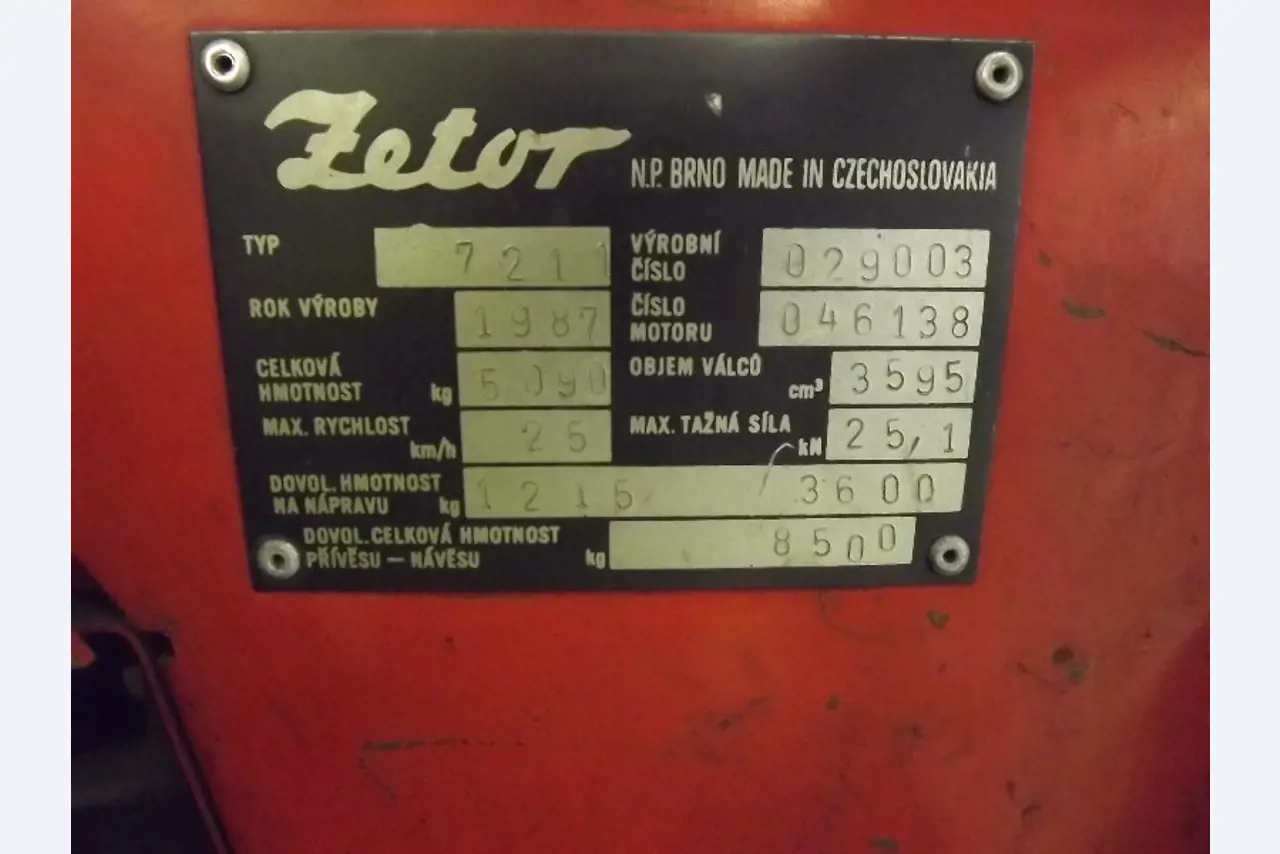 Zetor N.P. BRNO MADE IN CZECHOSLOVAKIA
TYP 7211
VÝROBNÍ
ČÍSLO 029003
ROK VÝROBY 1987
ČÍSLO
MOTORU 046138
CELKOVÁ
HMOTNOST kg 5090
OBJEM VÁLCŮ
cm³ 3595
MAX. RYCHLOST
km/h 25
MAX. TAŽNÁ SÍLA
kN 25,1
DOVOL. HMOTNOST
NA NÁPRAVU kg 1215 3600
DOVOL. CELKOVÁ HMOTNOST
PŘÍVĚSU — NÁVĚSU kg 8500